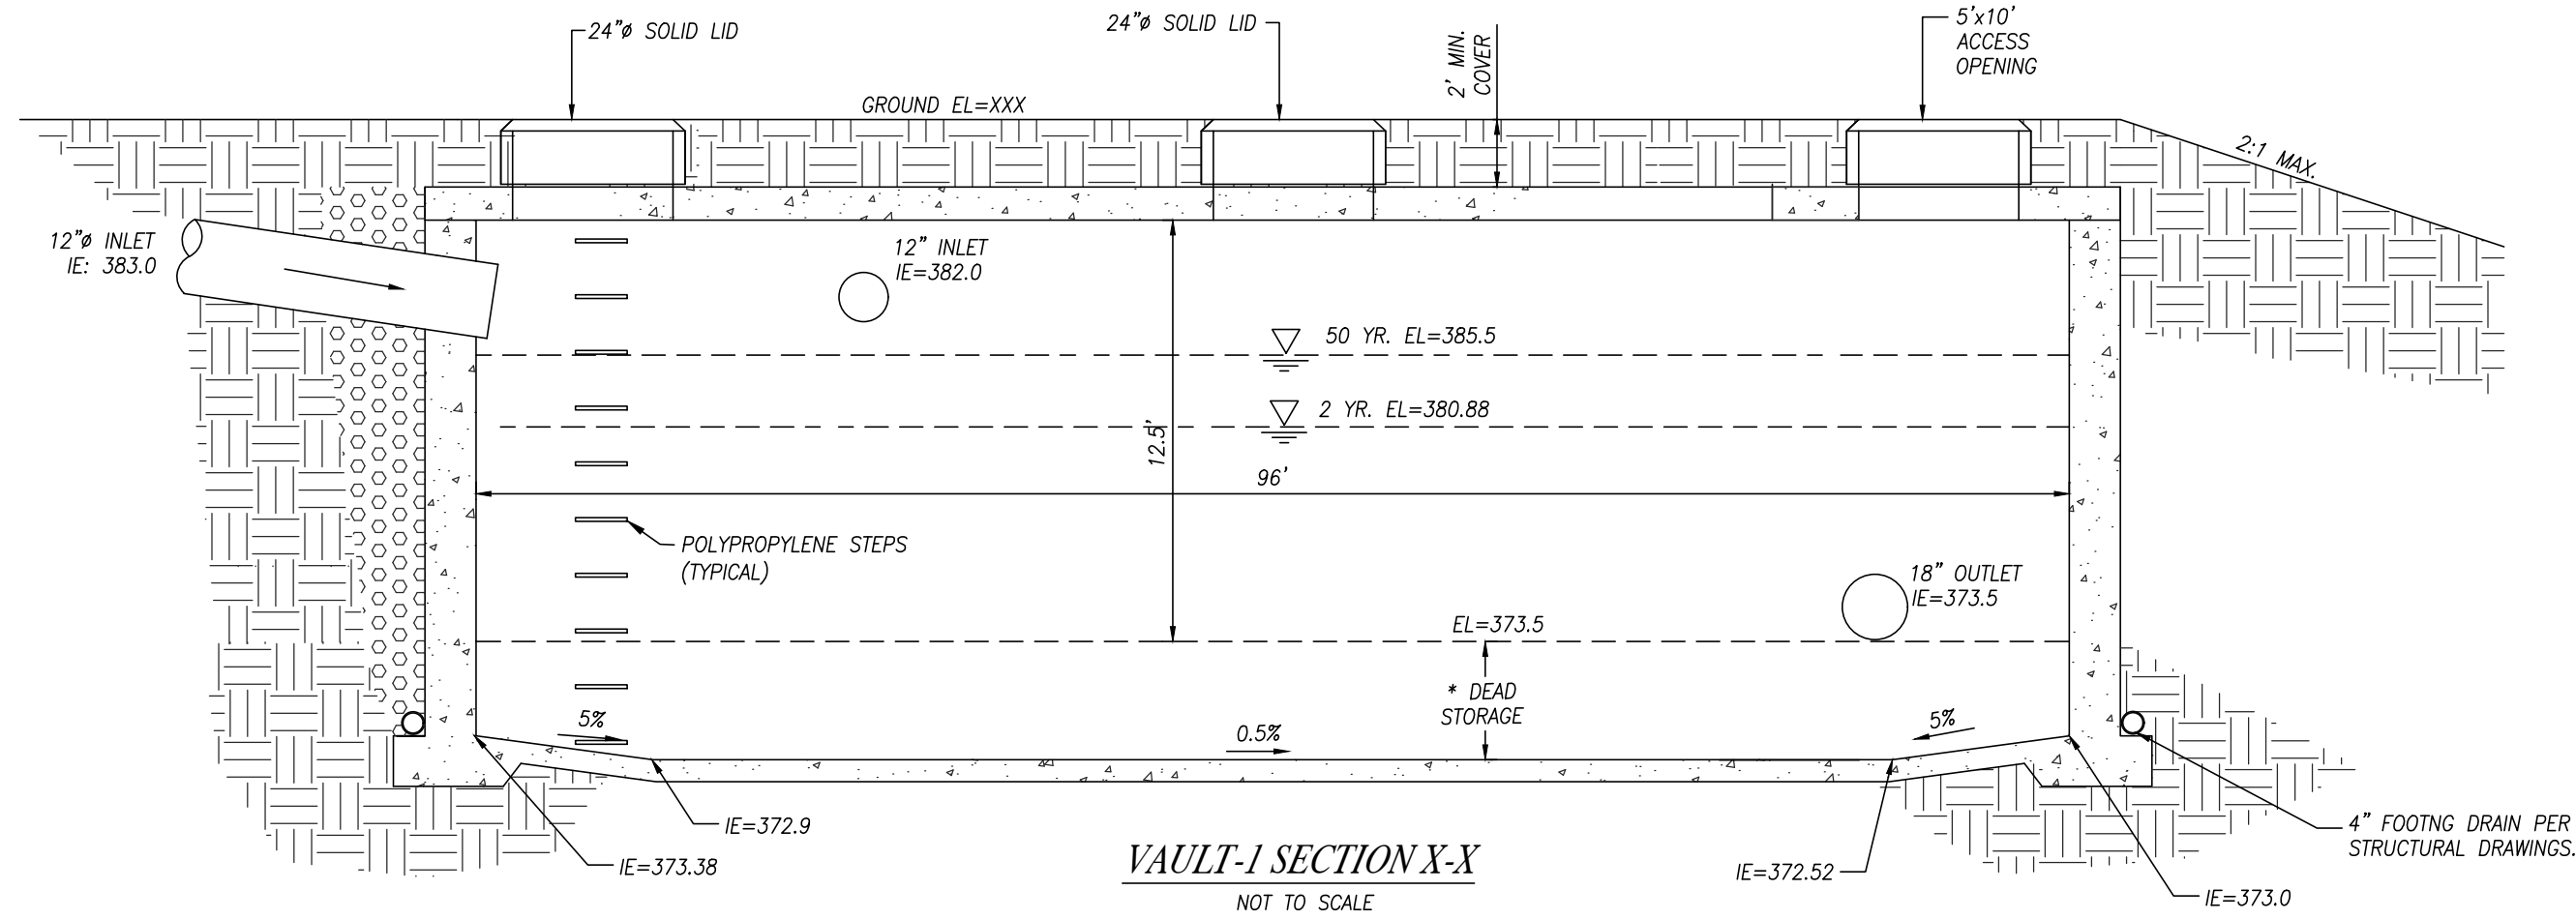 24"ø SOLID LID
24"ø SOLID LID
2' MIN.
COVER
5'x10'
ACCESS
OPENING
GROUND EL=XXX
2:1 MAX.
12"ø INLET
IE: 383.0
12" INLET
IE=382.0
50 YR. EL=385.5
2 YR. EL=380.88
12.5'
96'
POLYPROPYLENE STEPS
(TYPICAL)
18" OUTLET
IE=373.5
EL=373.5
* DEAD
STORAGE
5%
0.5%
5%
IE=372.9
IE=373.38
VAULT-1 SECTION X-X
NOT TO SCALE
IE=372.52
IE=373.0
4" FOOTNG DRAIN PER
STRUCTURAL DRAWINGS.